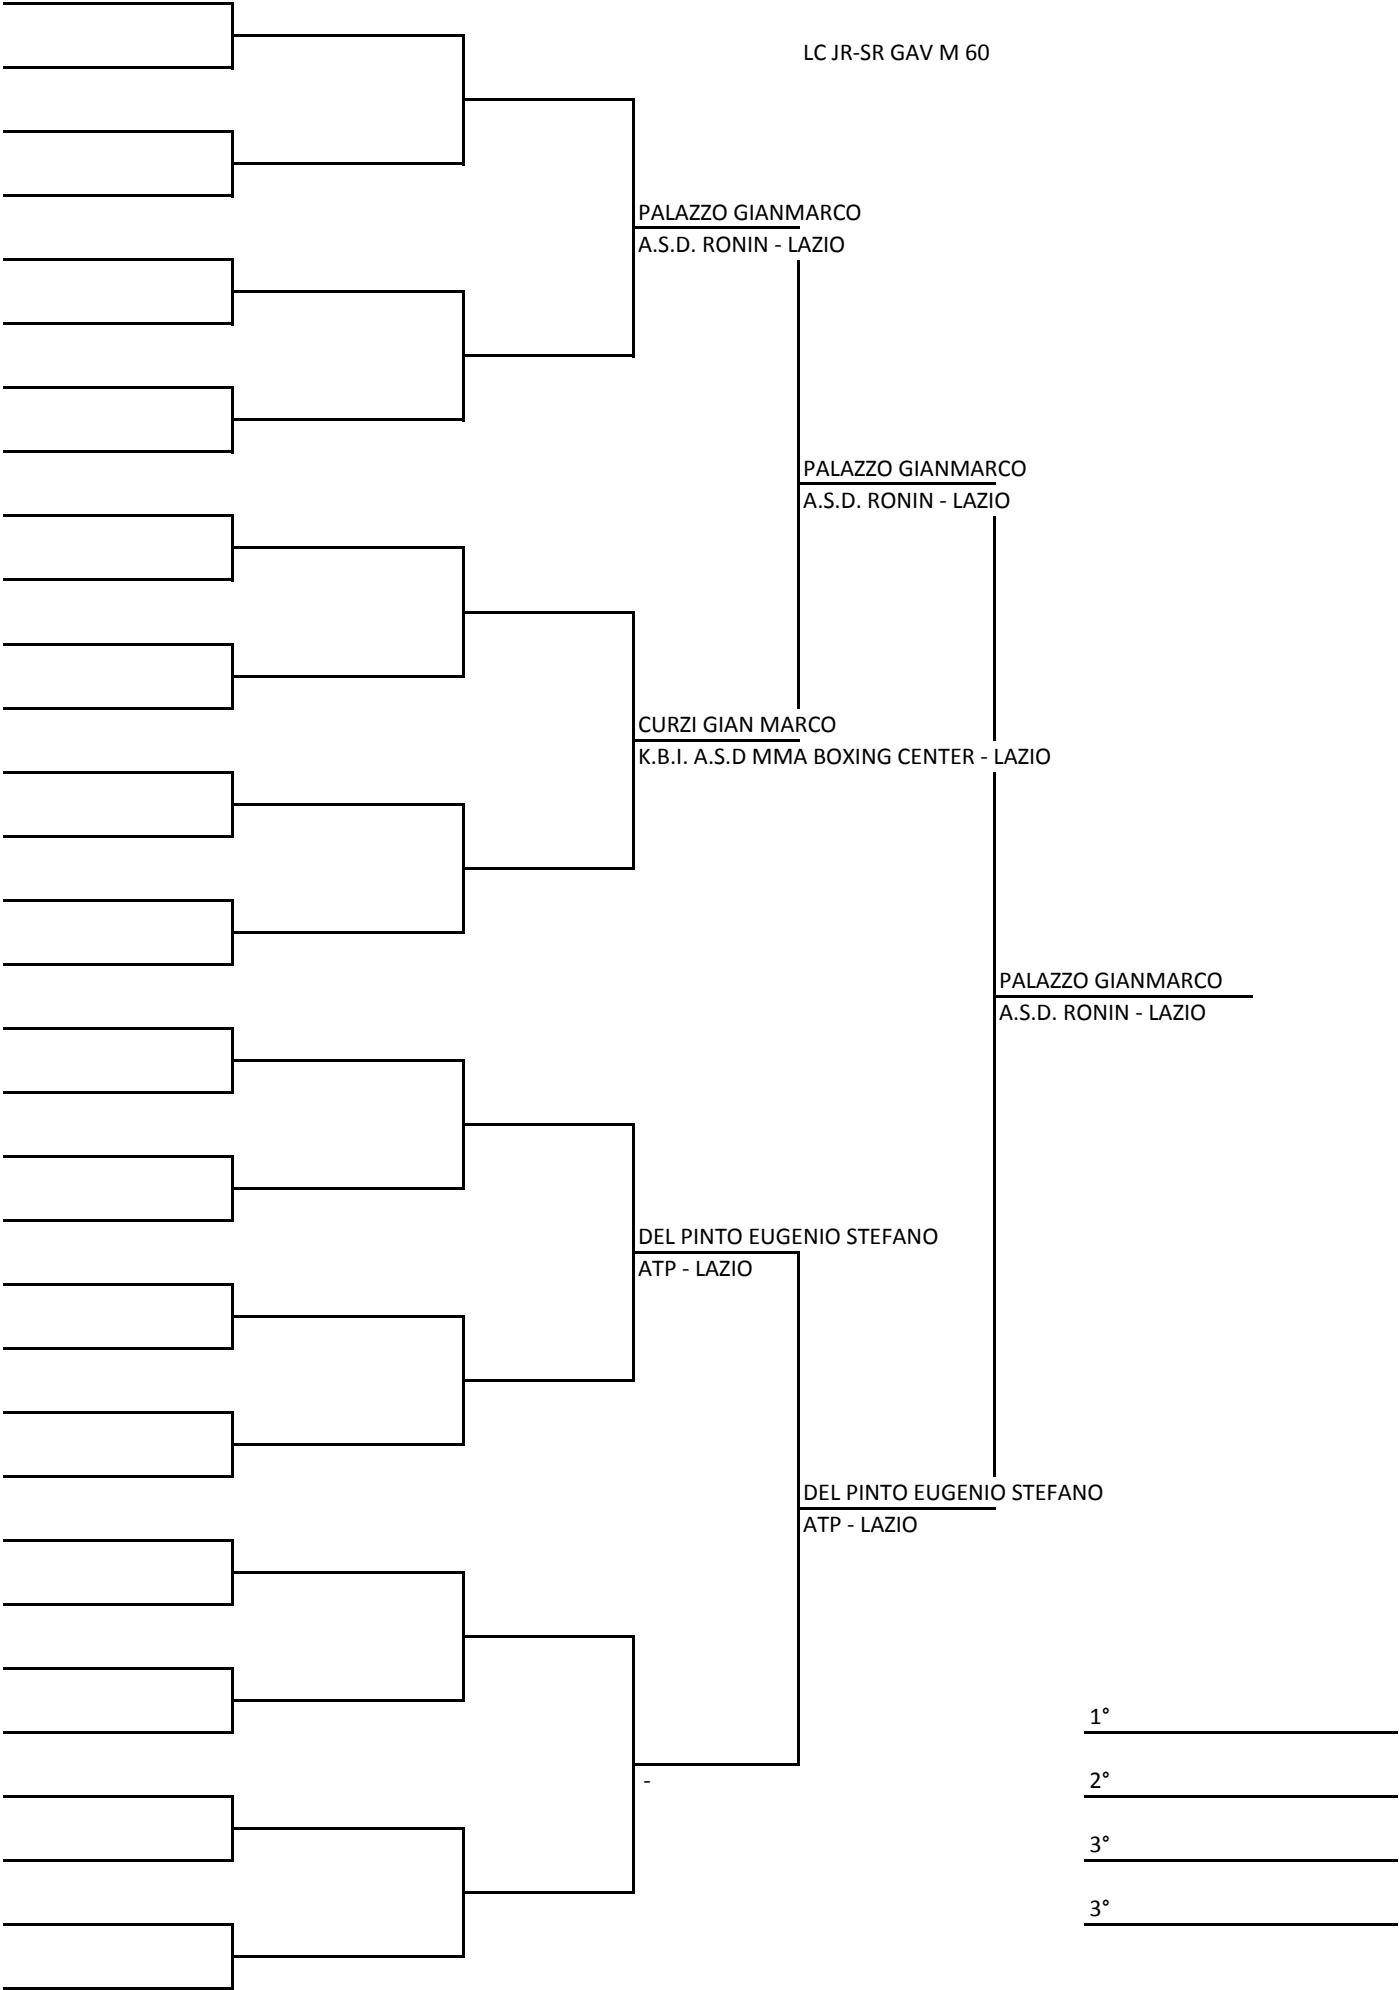 LC JR-SR GAV M 60
PALAZZO GIANMARCO
A.S.D. RONIN - LAZIO
PALAZZO GIANMARCO
A.S.D. RONIN - LAZIO
CURZI GIAN MARCO
K.B.I. A.S.D MMA BOXING CENTER - LAZIO
PALAZZO GIANMARCO
A.S.D. RONIN - LAZIO
DEL PINTO EUGENIO STEFANO
ATP - LAZIO
DEL PINTO EUGENIO STEFANO
ATP - LAZIO
1°
-
2°
3°
3°